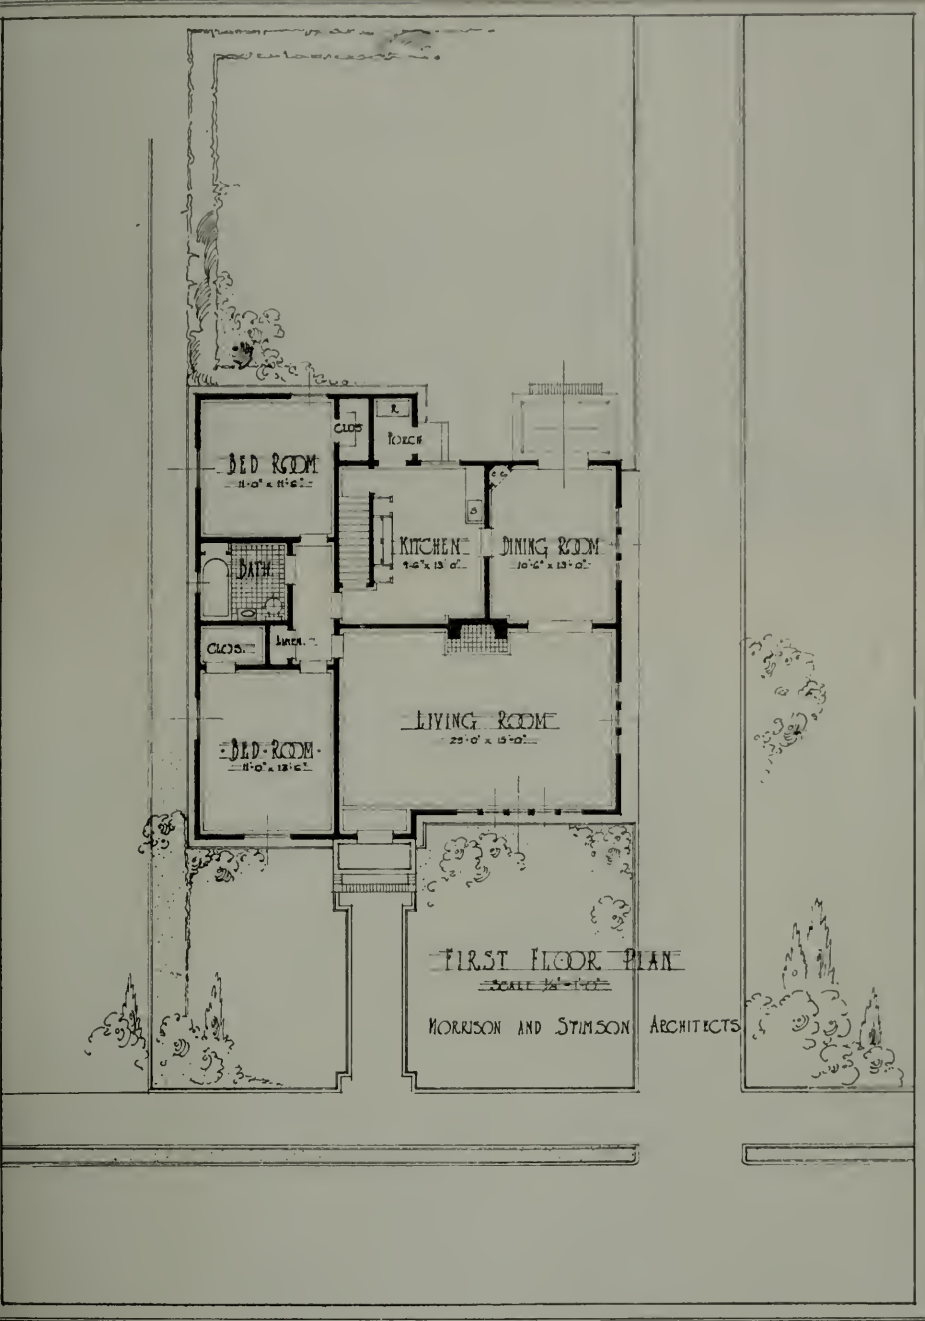 R
CLOS
PORCH
BED ROOM
11'-0" x 11'-6"
S
KITCHEN
9'-6" x 13'-0"
DINING ROOM
10'-6" x 13'-0"
BATH
CLOS.
LINEN
LIVING ROOM
23'-0" x 15'-0"
BED ROOM
11'-0" x 13'-6"
FIRST FLOOR PLAN
SCALE 1/8" = 1'-0"
MORRISON AND STIMSON ARCHITECTS